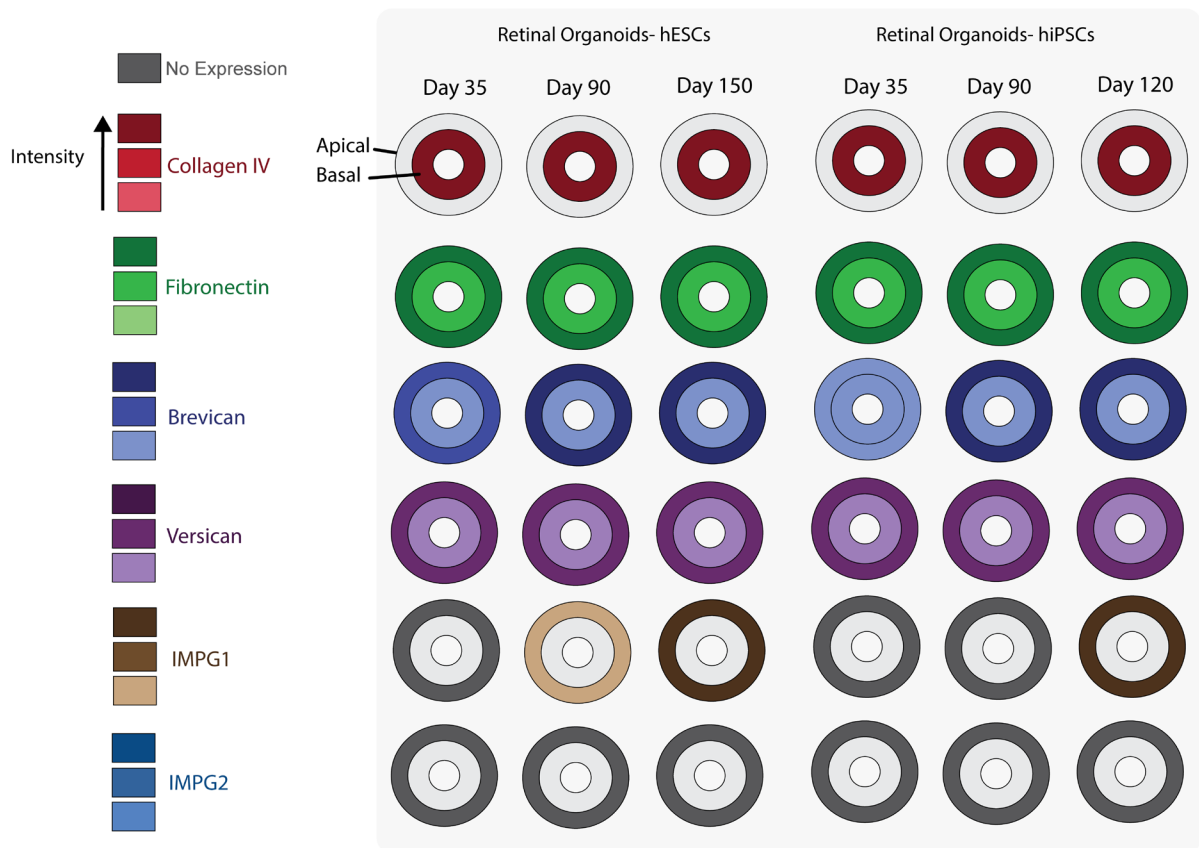 Retinal Organoids- hESCs
Retinal Organoids- hiPSCs
No Expression
Day 35
Day 90
Day 150
Day 35
Day 90
Day 120
Intensity
Collagen IV
Apical
Basal
Fibronectin
Brevican
Versican
IMPG1
IMPG2